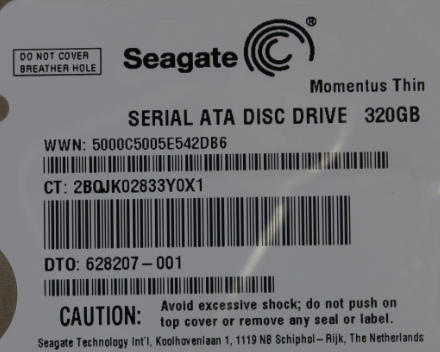 DO NOT COVER
BREATHER HOLE
Seagate®
Momentus Thin
SERIAL ATA DISC DRIVE 320GB
WWN: 5000C5005E542DB6
CT: 2BQJK02833Y0X1
DTO: 628207-001
CAUTION: Avoid excessive shock; do not push on
top cover or remove any seal or label.
Seagate Technology Int'l, Koolhovenlaan 1, 1119 NB Schiphol-Rijk, The Netherlands